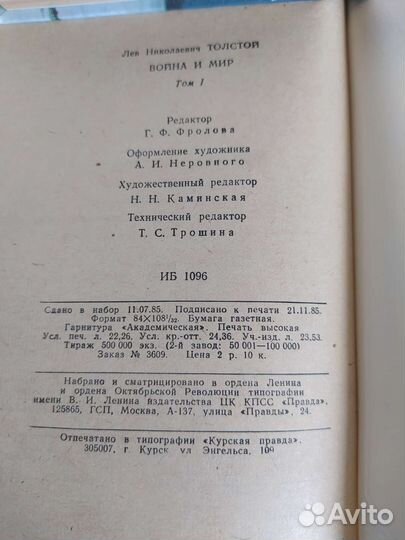 Лев Николаевич ТОЛСТОЙ
ВОЙНА И МИР
Том I
Редактор
Г. Ф. Фролова
Оформление художника
А. И. Неровного
Художественный редактор
Н. Н. Каминская
Технический редактор
Т. С. Трошина
ИБ 1096
Сдано в набор 11.07.85. Подписано к печати 21.11.85.
Формат 84×108¹/₃₂. Бумага газетная.
Гарнитура «Академическая». Печать высокая
Усл. печ. л. 22,26. Усл. кр.-отт. 24,36. Уч.-изд. л. 23,53.
Тираж 500 000 экз. (2-й завод: 50 001—100 000)
Заказ № 3609. Цена 2 р. 10 к.
Набрано и сматрицировано в ордена Ленина
и ордена Октябрьской Революции типографии
имени В. И. Ленина издательства ЦК КПСС «Правда»,
125865, ГСП, Москва, А-137, улица «Правды», 24.
Отпечатано в типографии «Курская правда».
305007, г. Курск ул Энгельса, 109
Avito